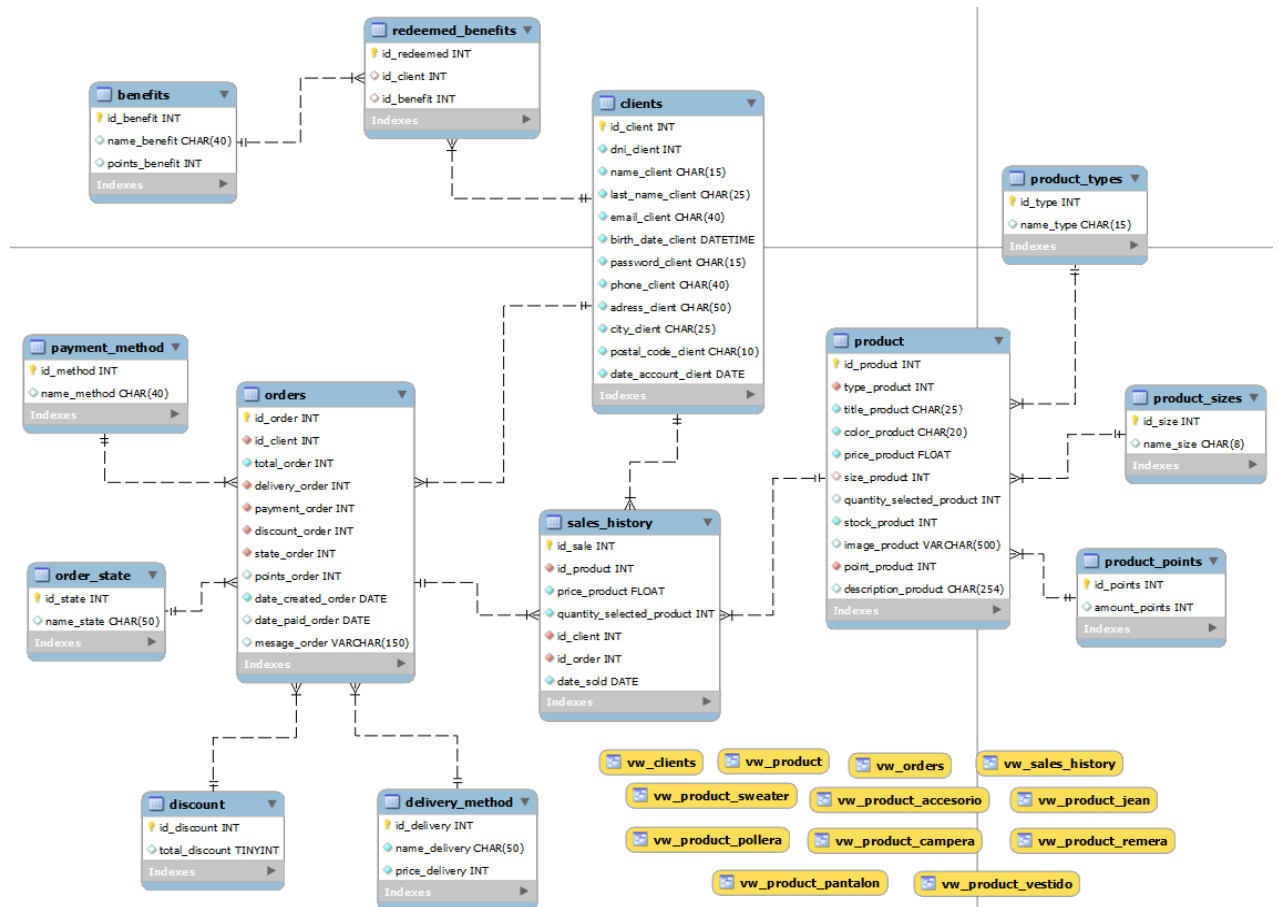 redeemed_benefits
id_redeemed INT
id_client INT
id_benefit INT
Indexes
benefits
id_benefit INT
name_benefit CHAR(40)
points_benefit INT
Indexes
clients
id_client INT
dni_client INT
name_client CHAR(15)
last_name_client CHAR(25)
email_client CHAR(40)
birth_date_client DATETIME
password_client CHAR(15)
phone_client CHAR(40)
adress_client CHAR(50)
city_client CHAR(25)
postal_code_client CHAR(10)
date_account_client DATE
Indexes
product_types
id_type INT
name_type CHAR(15)
Indexes
payment_method
id_method INT
name_method CHAR(40)
Indexes
orders
id_order INT
id_client INT
total_order INT
delivery_order INT
payment_order INT
discount_order INT
state_order INT
points_order INT
date_created_order DATE
date_paid_order DATE
mesage_order VARCHAR(150)
Indexes
product
id_product INT
type_product INT
title_product CHAR(25)
color_product CHAR(20)
price_product FLOAT
size_product INT
quantity_selected_product INT
stock_product INT
image_product VARCHAR(500)
point_product INT
description_product CHAR(254)
Indexes
product_sizes
id_size INT
name_size CHAR(8)
Indexes
sales_history
id_sale INT
id_product INT
price_product FLOAT
quantity_selected_product INT
id_client INT
id_order INT
date_sold DATE
Indexes
order_state
id_state INT
name_state CHAR(50)
Indexes
product_points
id_points INT
amount_points INT
Indexes
discount
id_discount INT
total_discount TINYINT
Indexes
delivery_method
id_delivery INT
name_delivery CHAR(50)
price_delivery INT
Indexes
vw_clients
vw_product
vw_orders
vw_sales_history
vw_product_sweater
vw_product_accesorio
vw_product_jean
vw_product_pollera
vw_product_campera
vw_product_remera
vw_product_pantalon
vw_product_vestido